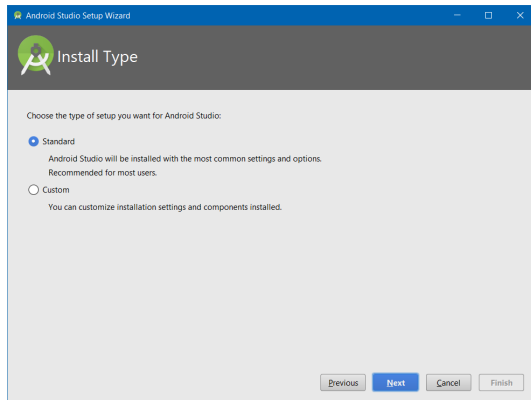 Android Studio Setup Wizard
Install Type
Choose the type of setup you want for Android Studio:
Standard
Android Studio will be installed with the most common settings and options.
Recommended for most users.
Custom
You can customize installation settings and components installed.
Previous Next Cancel Finish